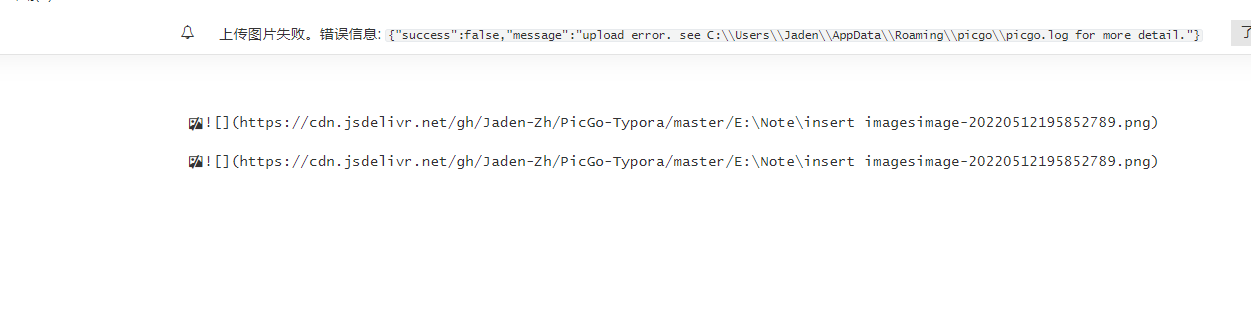 上传图片失败。错误信息: {"success":false,"message":"upload error. see C:\\Users\\Jaden\\AppData\\Roaming\\picgo\\picgo.log for more detail."}
![](https://cdn.jsdelivr.net/gh/Jaden-Zh/PicGo-Typora/master/E:\Note\insert imagesimage-20220512195852789.png)
![](https://cdn.jsdelivr.net/gh/Jaden-Zh/PicGo-Typora/master/E:\Note\insert imagesimage-20220512195852789.png)